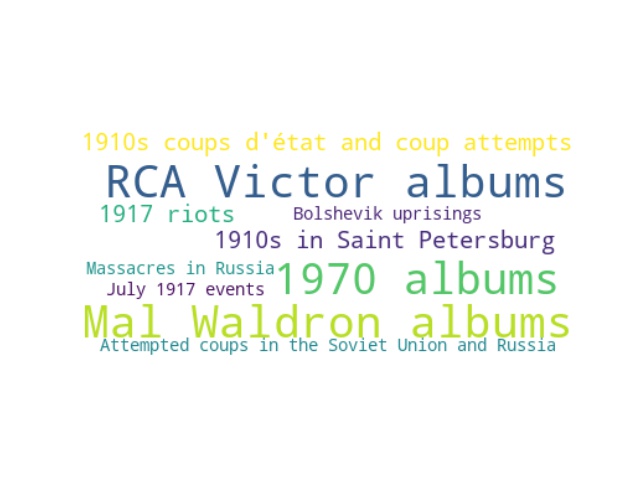 1910s coups d'état and coup attempts
RCA Victor albums
1917 riots
Bolshevik uprisings
1910s in Saint Petersburg
Massacres in Russia
July 1917 events
1970 albums
Mal Waldron albums
Attempted coups in the Soviet Union and Russia